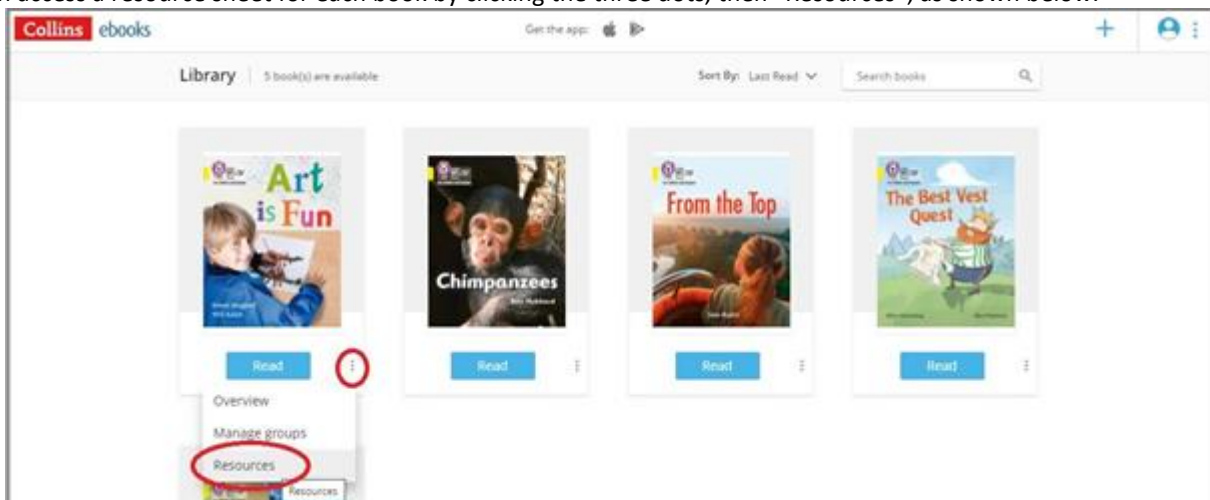 access a resource sheet for each book by clicking the three dots, then "Resources", as shown below.
Collins ebooks
Get the app:
Library
5 book(s) are available
Sort By: Last Read
Search books
Art
is Fun
Chimpanzees
From the Top
The Best Vest
Quest
Read
Read
Read
Read
Overview
Manage groups
Resources
Resources